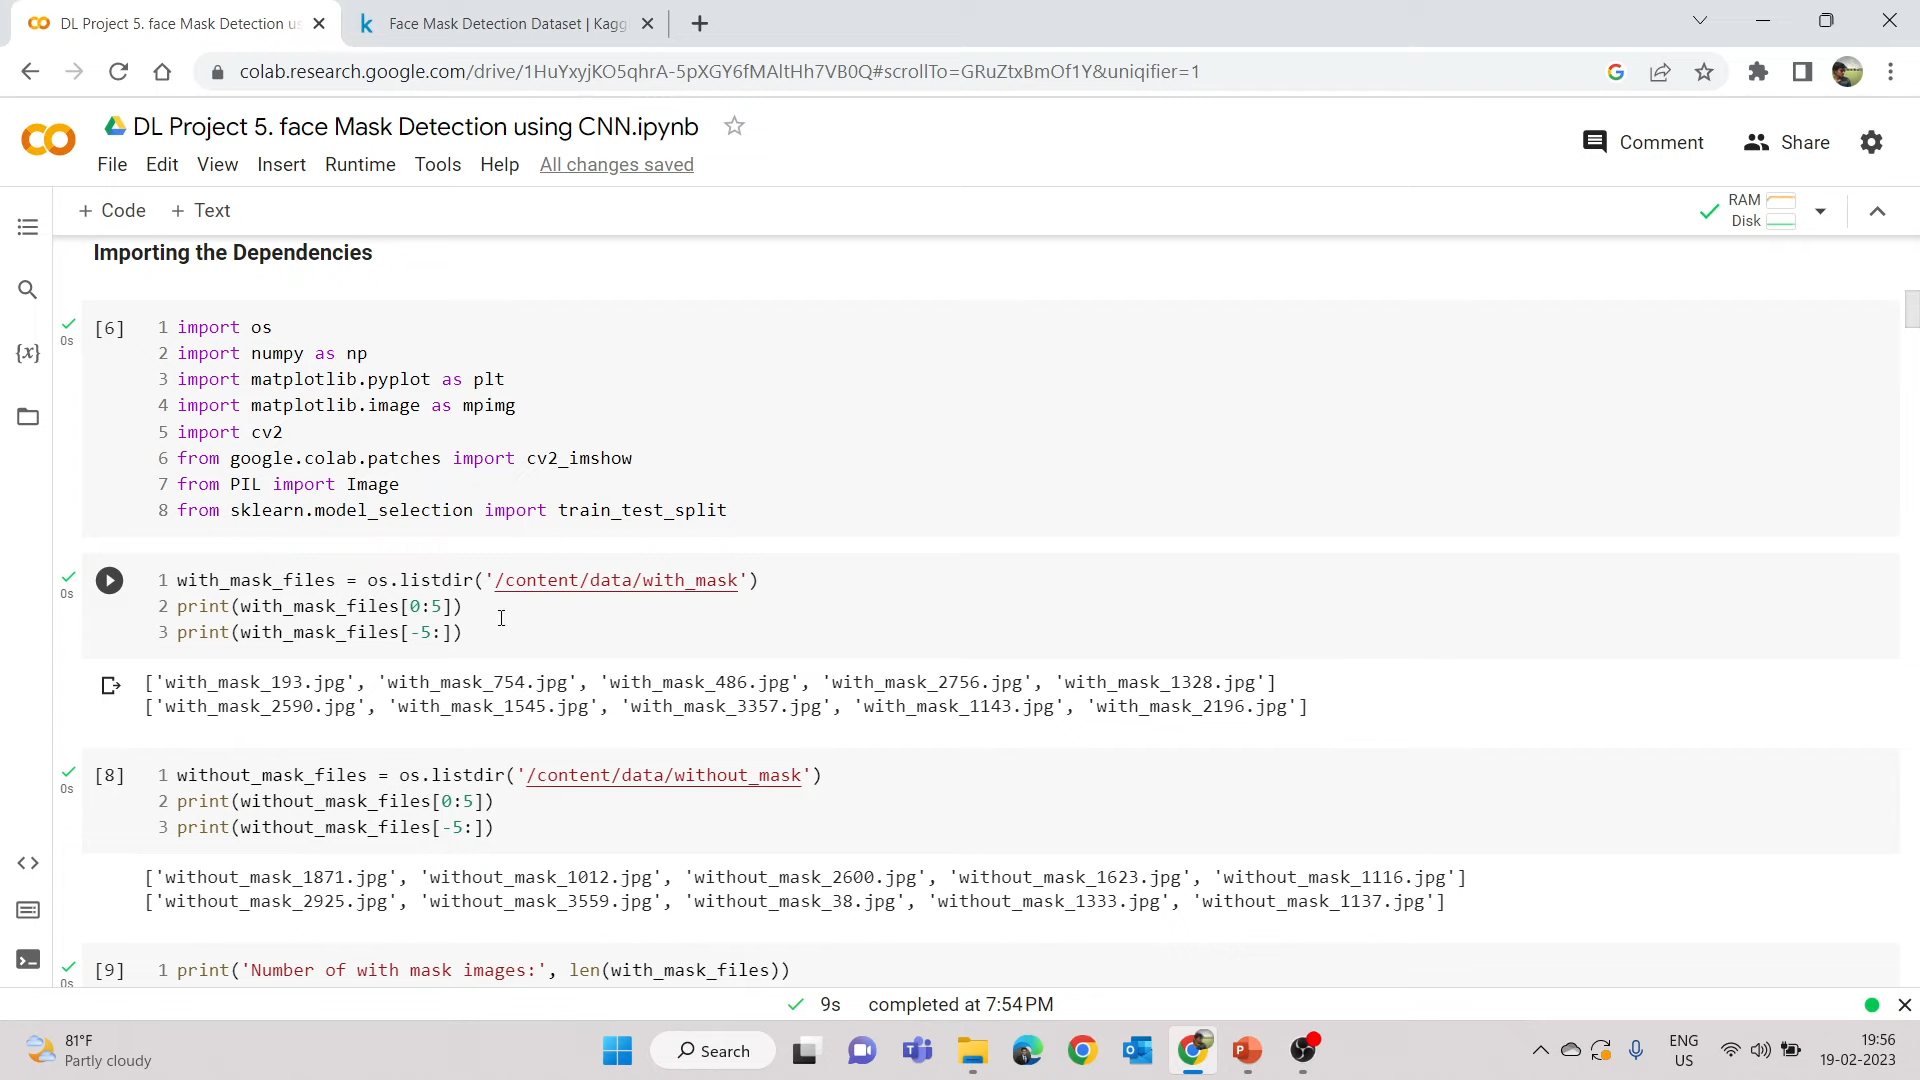 DL Project 5. face Mask Detection us
Face Mask Detection Dataset | Kagg
colab.research.google.com/drive/1HuYxyjKO5qhrA-5pXGY6fMAltHh7VB0Q#scrollTo=GRuZtxBmOf1Y&uniqifier=1
DL Project 5. face Mask Detection using CNN.ipynb
Comment
Share
File Edit View Insert Runtime Tools Help All changes saved
+ Code + Text
RAM
Disk
Importing the Dependencies
[6]
0s
1 import os
2 import numpy as np
3 import matplotlib.pyplot as plt
4 import matplotlib.image as mpimg
5 import cv2
6 from google.colab.patches import cv2_imshow
7 from PIL import Image
8 from sklearn.model_selection import train_test_split
0s
1 with_mask_files = os.listdir('/content/data/with_mask')
2 print(with_mask_files[0:5])
3 print(with_mask_files[-5:])
['with_mask_193.jpg', 'with_mask_754.jpg', 'with_mask_486.jpg', 'with_mask_2756.jpg', 'with_mask_1328.jpg']
['with_mask_2590.jpg', 'with_mask_1545.jpg', 'with_mask_3357.jpg', 'with_mask_1143.jpg', 'with_mask_2196.jpg']
[8]
0s
1 without_mask_files = os.listdir('/content/data/without_mask')
2 print(without_mask_files[0:5])
3 print(without_mask_files[-5:])
['without_mask_1871.jpg', 'without_mask_1012.jpg', 'without_mask_2600.jpg', 'without_mask_1623.jpg', 'without_mask_1116.jpg']
['without_mask_2925.jpg', 'without_mask_3559.jpg', 'without_mask_38.jpg', 'without_mask_1333.jpg', 'without_mask_1137.jpg']
[9]
0s
1 print('Number of with mask images:', len(with_mask_files))
9s completed at 7:54 PM
81°F
Partly cloudy
Search
ENG
US
19:56
19-02-2023